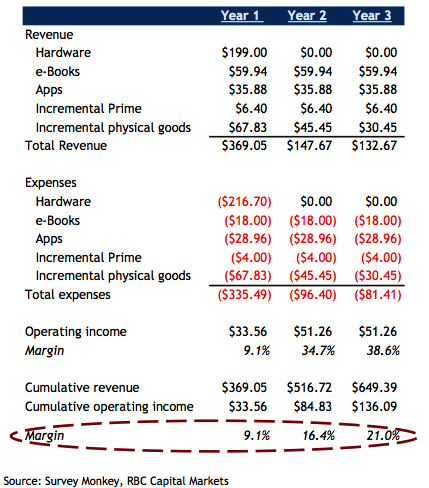 Year 1 Year 2 Year 3
Revenue
Hardware $199.00 $0.00 $0.00
e-Books $59.94 $59.94 $59.94
Apps $35.88 $35.88 $35.88
Incremental Prime $6.40 $6.40 $6.40
Incremental physical goods $67.83 $45.45 $30.45
Total Revenue $369.05 $147.67 $132.67
Expenses
Hardware ($216.70) $0.00 $0.00
e-Books ($18.00) ($18.00) ($18.00)
Apps ($28.96) ($28.96) ($28.96)
Incremental Prime ($4.00) ($4.00) ($4.00)
Incremental physical goods ($67.83) ($45.45) ($30.45)
Total expenses ($335.49) ($96.40) ($81.41)
Operating income $33.56 $51.26 $51.26
Margin 9.1% 34.7% 38.6%
Cumulative revenue $369.05 $516.72 $649.39
Cumulative operating income $33.56 $84.83 $136.09
Margin 9.1% 16.4% 21.0%
Source: Survey Monkey, RBC Capital Markets